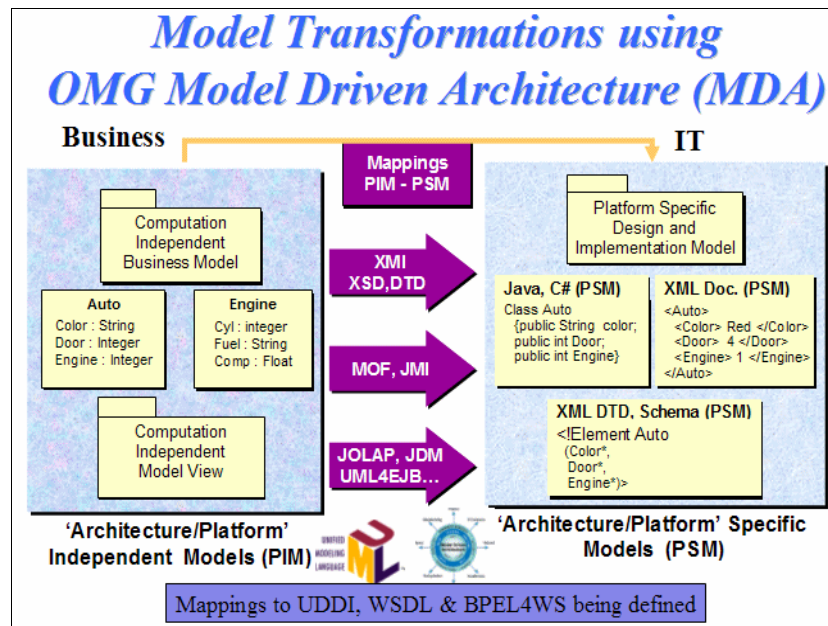 Model Transformations using
OMG Model Driven Architecture (MDA)
Business
IT
Mappings
PIM - PSM
Computation
Independent
Business Model
Auto
Color : String
Door : Integer
Engine : Integer
Engine
Cyl : integer
Fuel : String
Comp : Float
Computation
Independent
Model View
'Architecture/Platform'
Independent Models (PIM)
XMI
XSD,DTD
MOF, JMI
JOLAP, JDM
UML4EJB...
Platform Specific
Design and
Implementation Model
Java, C# (PSM)
Class Auto
{public String color;
public int Door;
public int Engine}
XML Doc. (PSM)
<Auto>
<Color> Red </Color>
<Door> 4 </Door>
<Engine> 1 </Engine>
</Auto>
XML DTD, Schema (PSM)
<!Element Auto
(Color*,
Door*,
Engine*)>
'Architecture/Platform' Specific
Models (PSM)
UNIFIED
MODELING
LANGUAGE
UML
Mappings to UDDI, WSDL & BPEL4WS being defined